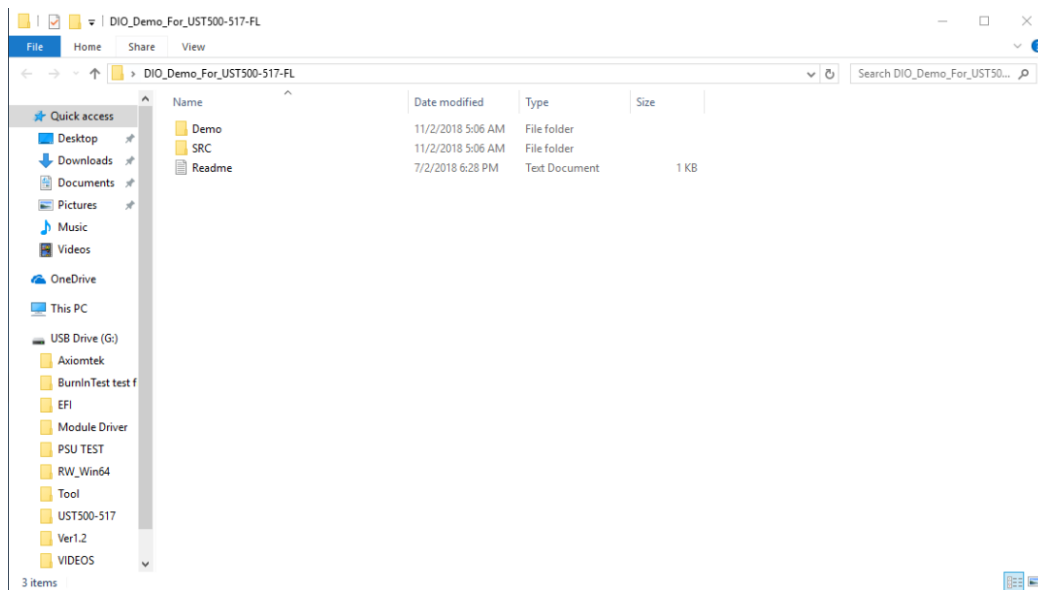 DIO_Demo_For_UST500-517-FL
File Home Share View
DIO_Demo_For_UST500-517-FL
Search DIO_Demo_For_UST50...
Name Date modified Type Size
Demo 11/2/2018 5:06 AM File folder
SRC 11/2/2018 5:06 AM File folder
Readme 7/2/2018 6:28 PM Text Document 1 KB
Quick access
Desktop
Downloads
Documents
Pictures
Music
Videos
OneDrive
This PC
USB Drive (G:)
Axiomtek
BurnInTest test f
EFI
Module Driver
PSU TEST
RW_Win64
Tool
UST500-517
Ver1.2
VIDEOS
3 items